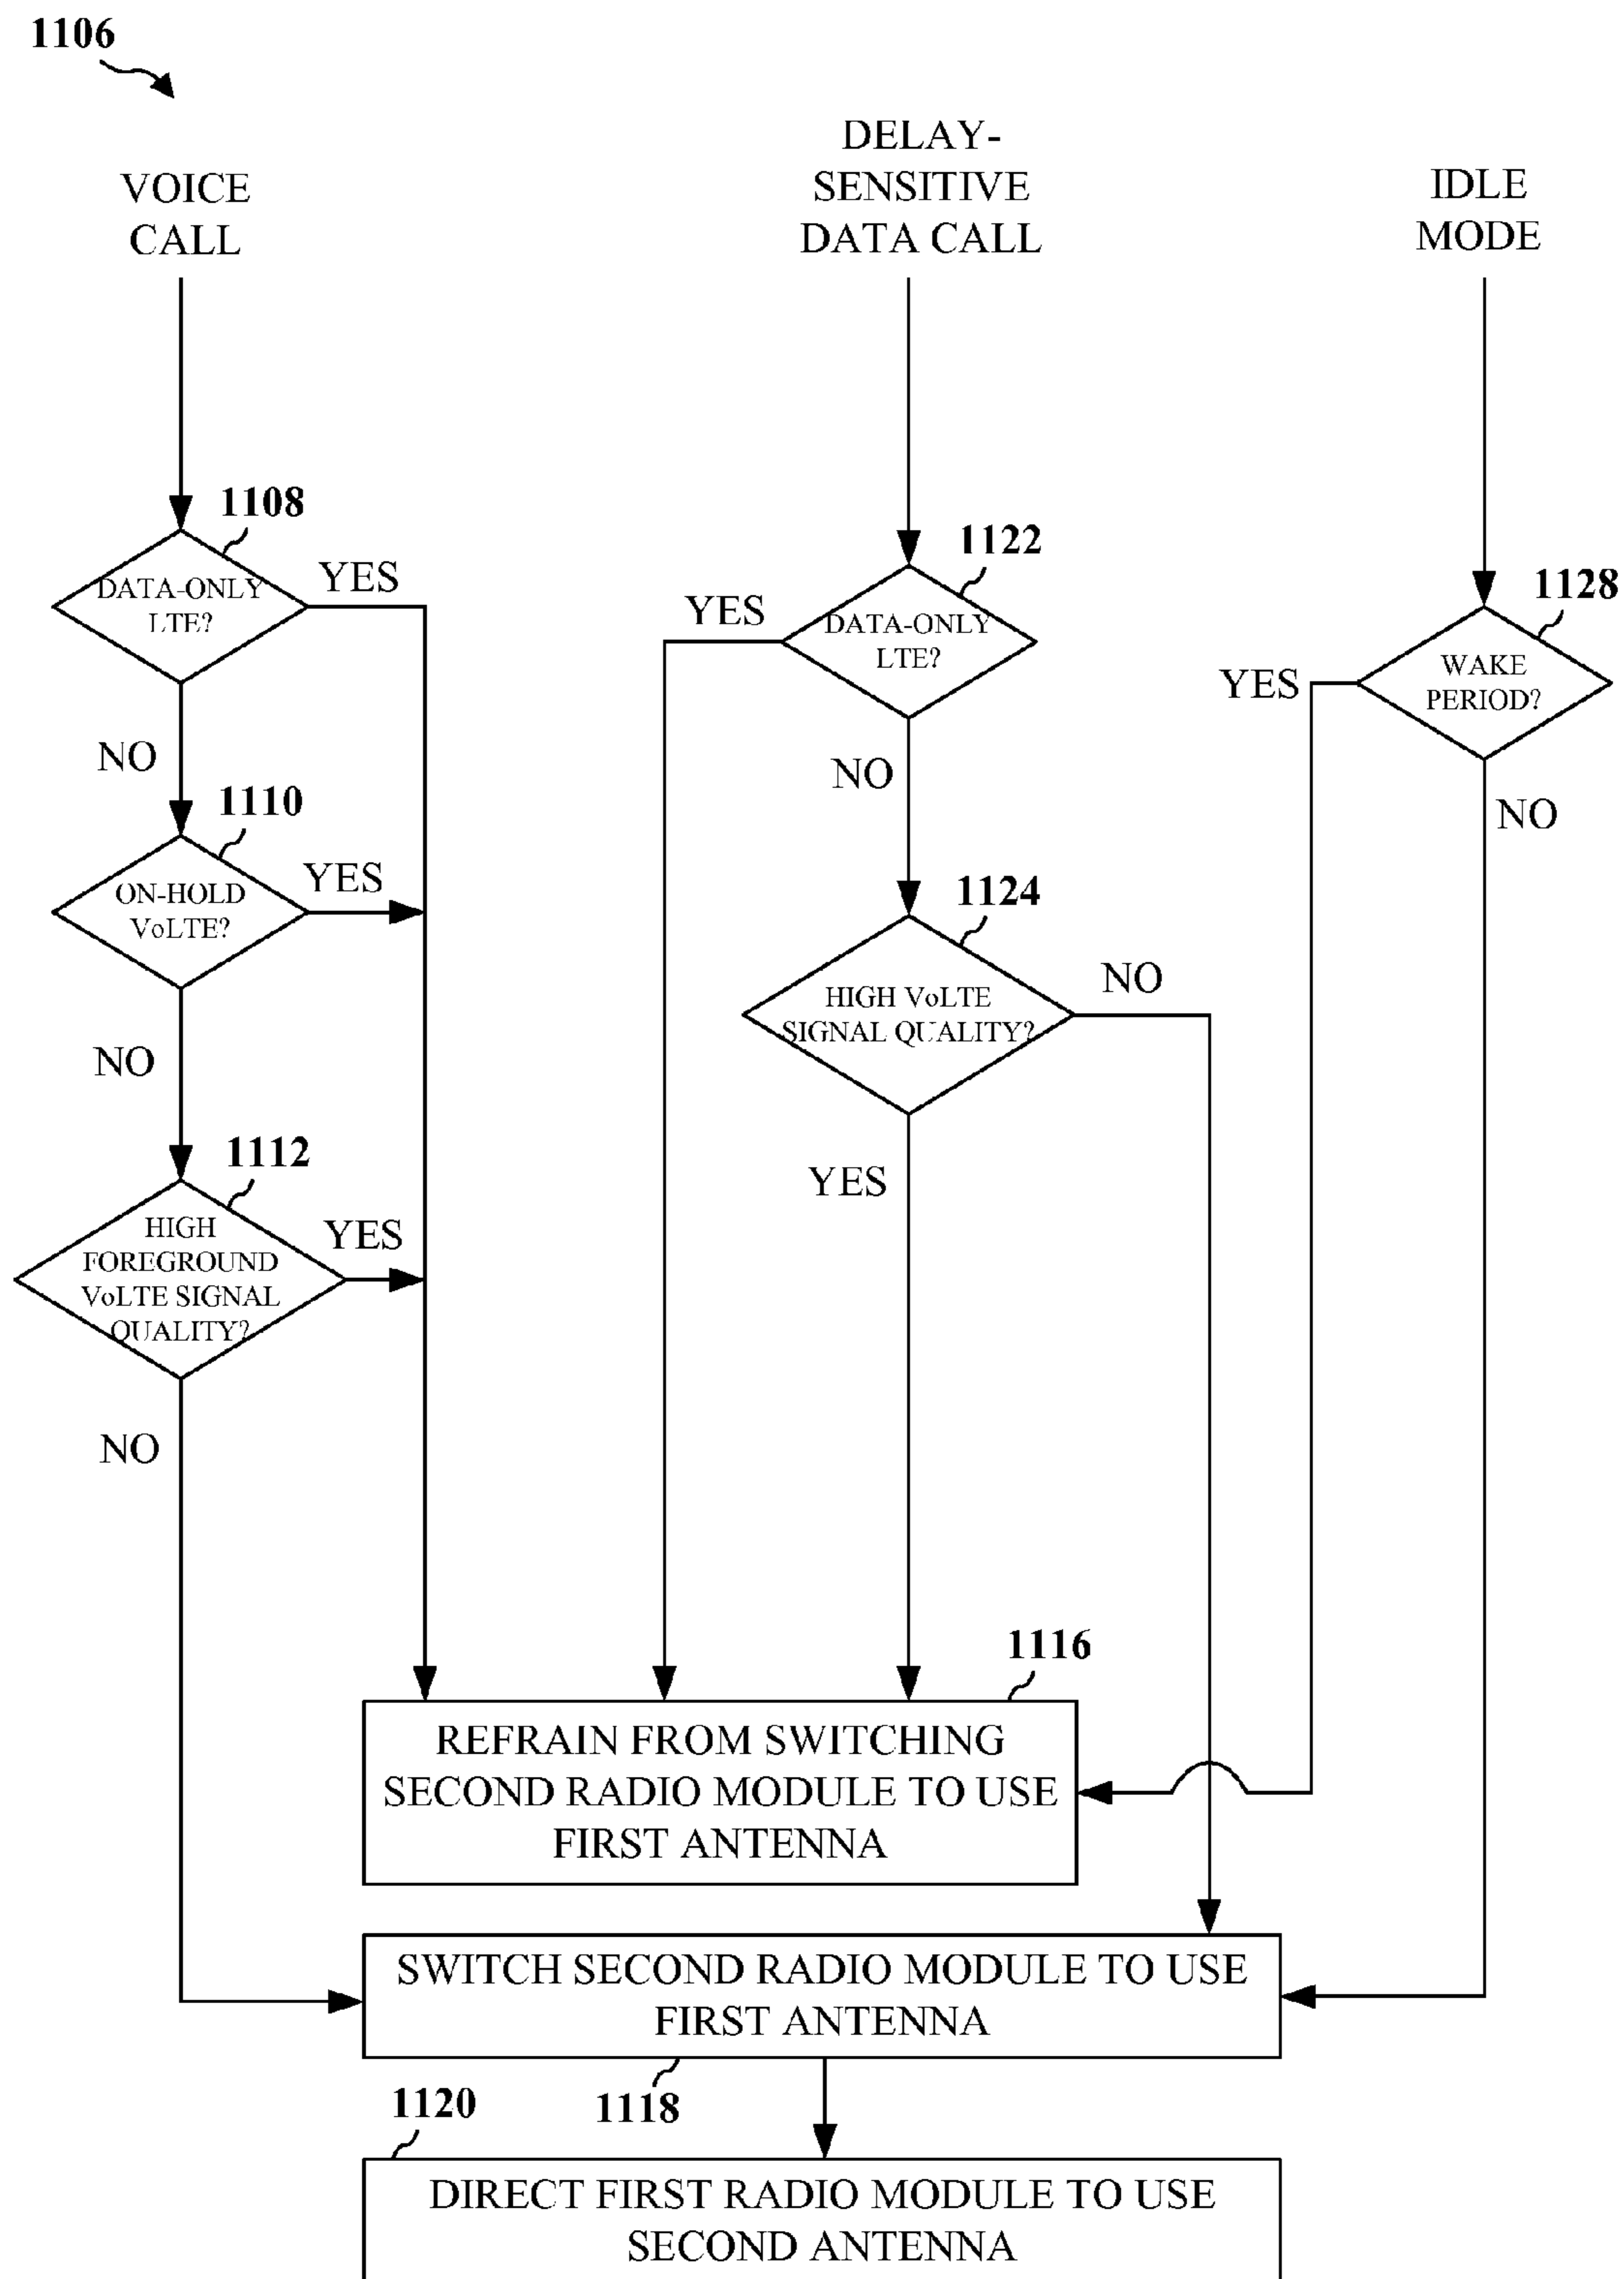 1106
VOICE
CALL
DELAY-
SENSITIVE
DATA CALL
IDLE
MODE
1108
DATA-ONLY
LTE?
YES
NO
1110
ON-HOLD
VoLTE?
YES
NO
1112
HIGH
FOREGROUND
VoLTE SIGNAL
QUALITY?
YES
NO
1122
DATA-ONLY
LTE?
YES
NO
1124
HIGH VoLTE
SIGNAL QUALITY?
NO
YES
1128
WAKE
PERIOD?
YES
NO
1116
REFRAIN FROM SWITCHING
SECOND RADIO MODULE TO USE
FIRST ANTENNA
SWITCH SECOND RADIO MODULE TO USE
FIRST ANTENNA
1118
1120
DIRECT FIRST RADIO MODULE TO USE
SECOND ANTENNA